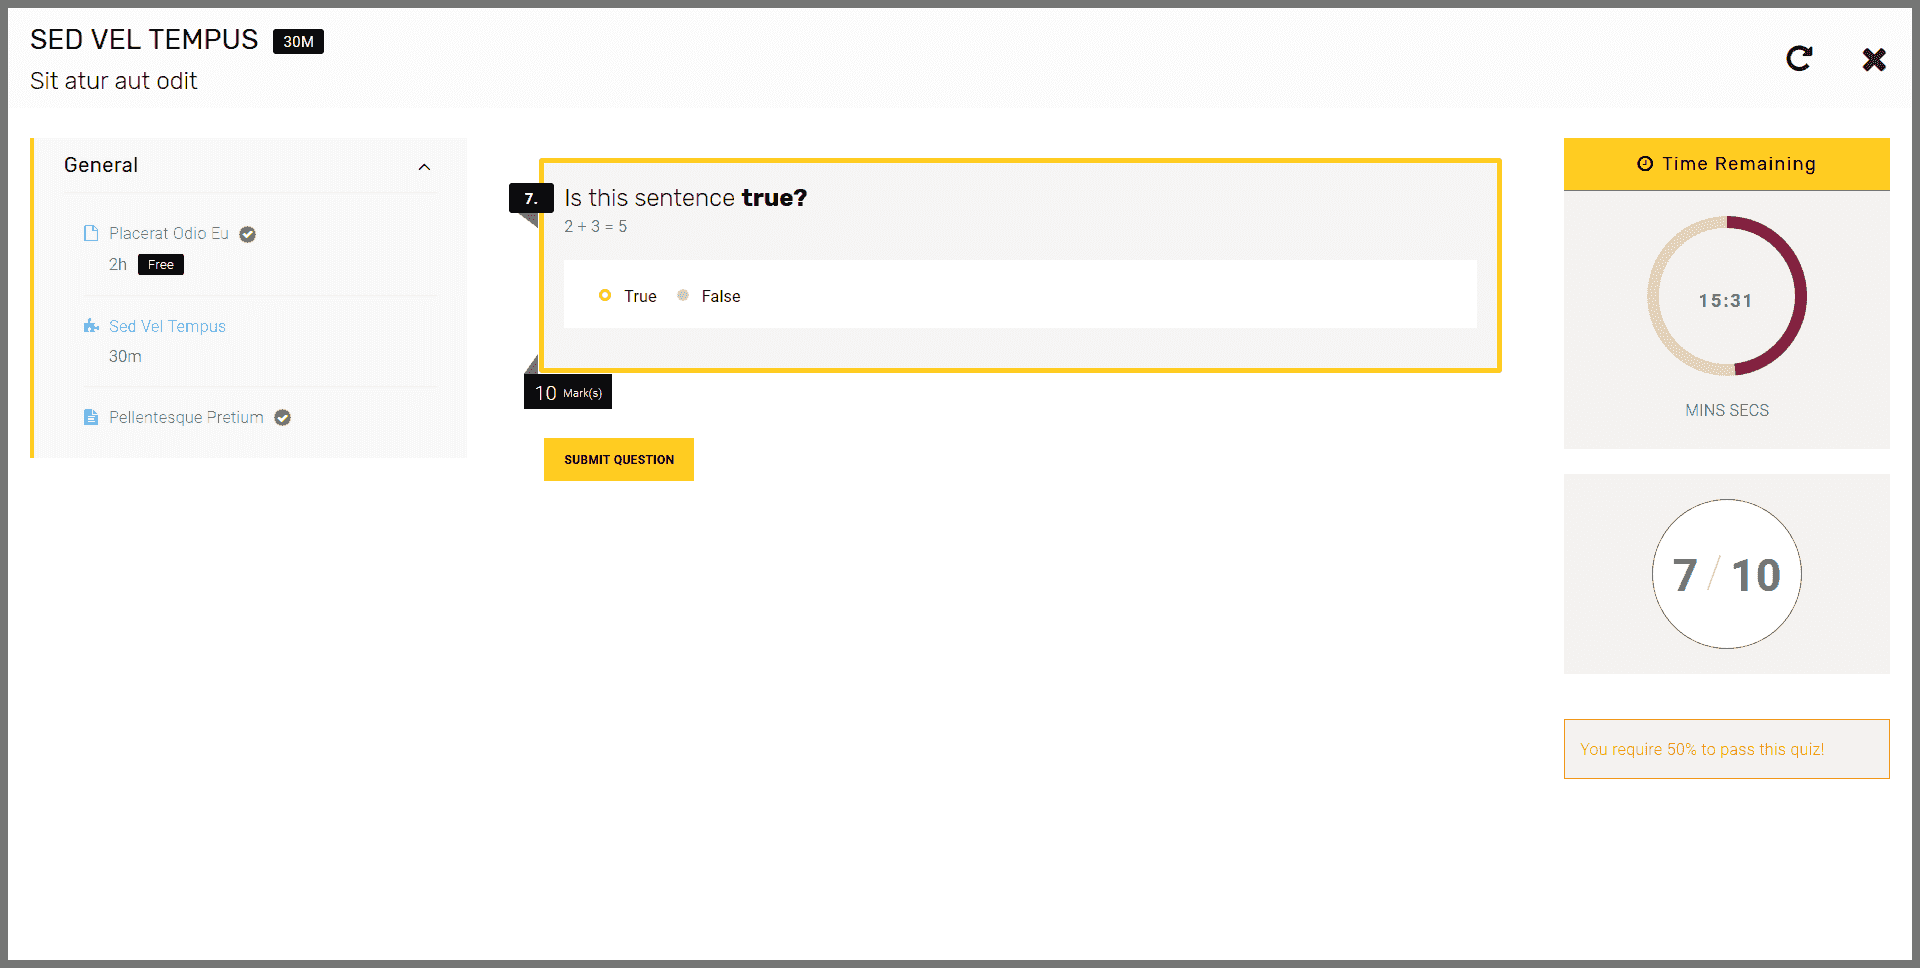 SED VEL TEMPUS 30M
Sit atur aut odit
General
Placerat Odio Eu
2h Free
Sed Vel Tempus
30m
Pellentesque Pretium
7. Is this sentence true?
2 + 3 = 5
True False
10 Mark(s)
SUBMIT QUESTION
Time Remaining
15:31
MINS SECS
7 / 10
You require 50% to pass this quiz!